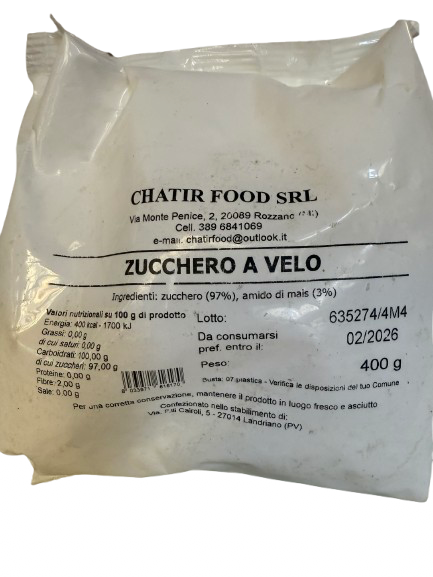 CHATIR FOOD SRL
Via Monte Penice, 2, 20089 Rozzano
Cell. 389 6841069
e-mail. chatirfood@outlook.it
ZUCCHERO A VELO
Ingredienti: zucchero (97%), amido di mais (3%)
Valori nutrizionali su 100 g di prodotto
Energia: 400 kcal - 1700 kJ
Grassi: 0,00g
di cui saturi: 0,00 g
Carboidrati: 100,00 g
di cui zuccheri: 97,00 g
Proteine: 0,00 g
Fibre: 2,00 g
Sale: 0.00 g
Lotto: 635274/4M4
Da consumarsi
pref. entro il: 02/2026
Peso: 400 g
Busta: 07 plastica - Verifica le disposizioni del tuo Comune
Per una corretta conservazione, mantenere il prodotto in luogo fresco e asciutto
Confezionato nello stabilimento di:
Via. F.lli Cairoli, 5 - 27014 Landriano (PV)